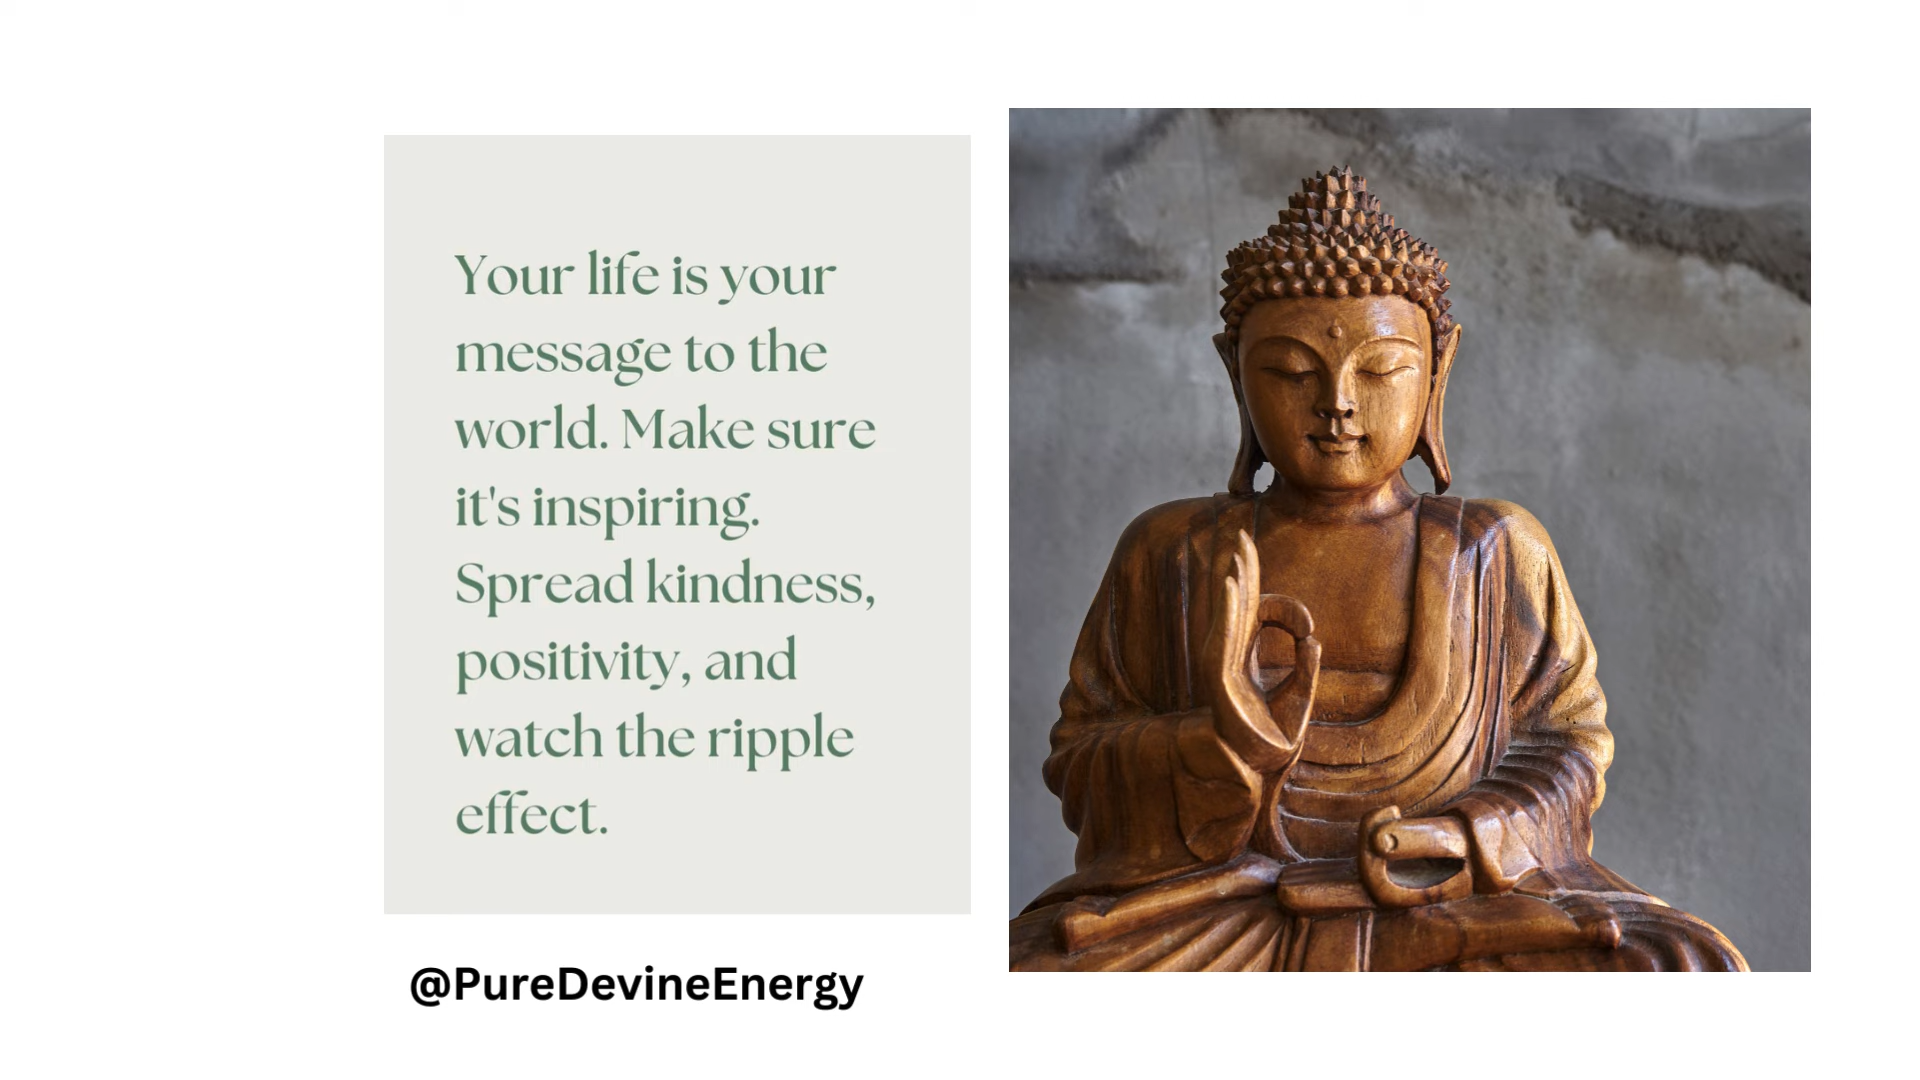 Your life is your
message to the
world. Make sure
it's inspiring.
Spread kindness,
positivity, and
watch the ripple
effect.
@PureDevineEnergy